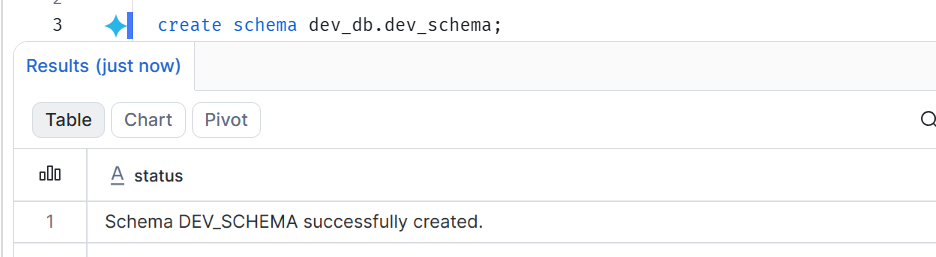 3 create schema dev_db.dev_schema;
Results (just now)
Table Chart Pivot
A status
1 Schema DEV_SCHEMA successfully created.